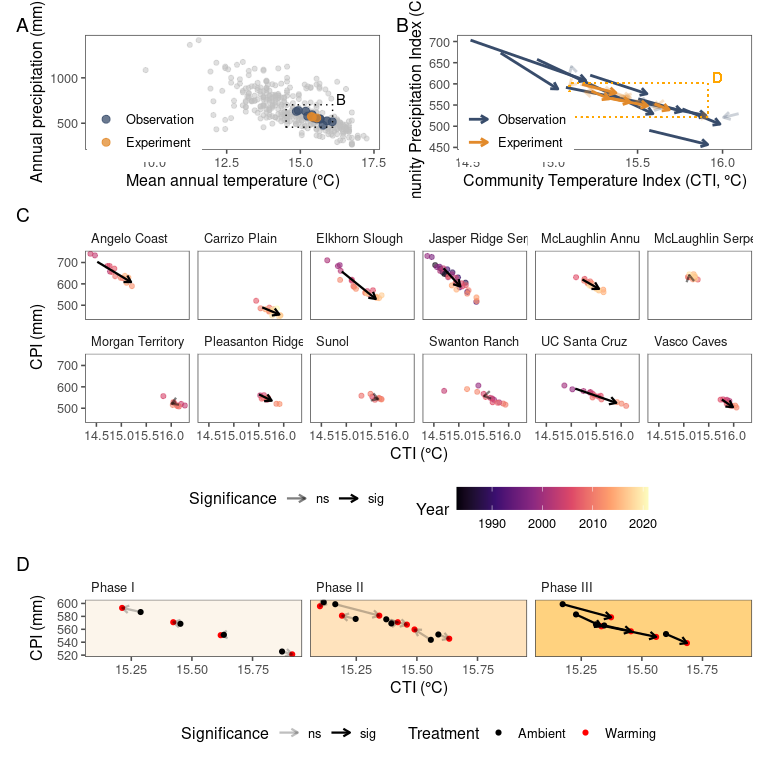 A
B
Annual precipitation (mm)
1000
500
B
Observation
Experiment
10.0
12.5
15.0
17.5
Mean annual temperature (°C)
nunity Precipitation Index (C
700
650
600
550
500
450
D
Observation
Experiment
14.5
15.0
15.5
16.0
Community Temperature Index (CTI, °C)
C
Angelo Coast
Carrizo Plain
Elkhorn Slough
Jasper Ridge Ser
McLaughlin Annu
McLaughlin Serpe
CPI (mm)
700
600
500
Morgan Territory
Pleasanton Ridge
Sunol
Swanton Ranch
UC Santa Cruz
Vasco Caves
700
600
500
14.515.015.516.0
14.515.015.516.0
14.515.015.516.0
14.515.015.516.0
14.515.015.516.0
14.515.015.516.0
CTI (°C)
Significance
ns
sig
Year
1990
2000
2010
2020
D
Phase I
Phase II
Phase III
CPI (mm)
600
580
560
540
520
15.25
15.50
15.75
15.25
15.50
15.75
15.25
15.50
15.75
CTI (°C)
Significance
ns
sig
Treatment
Ambient
Warming